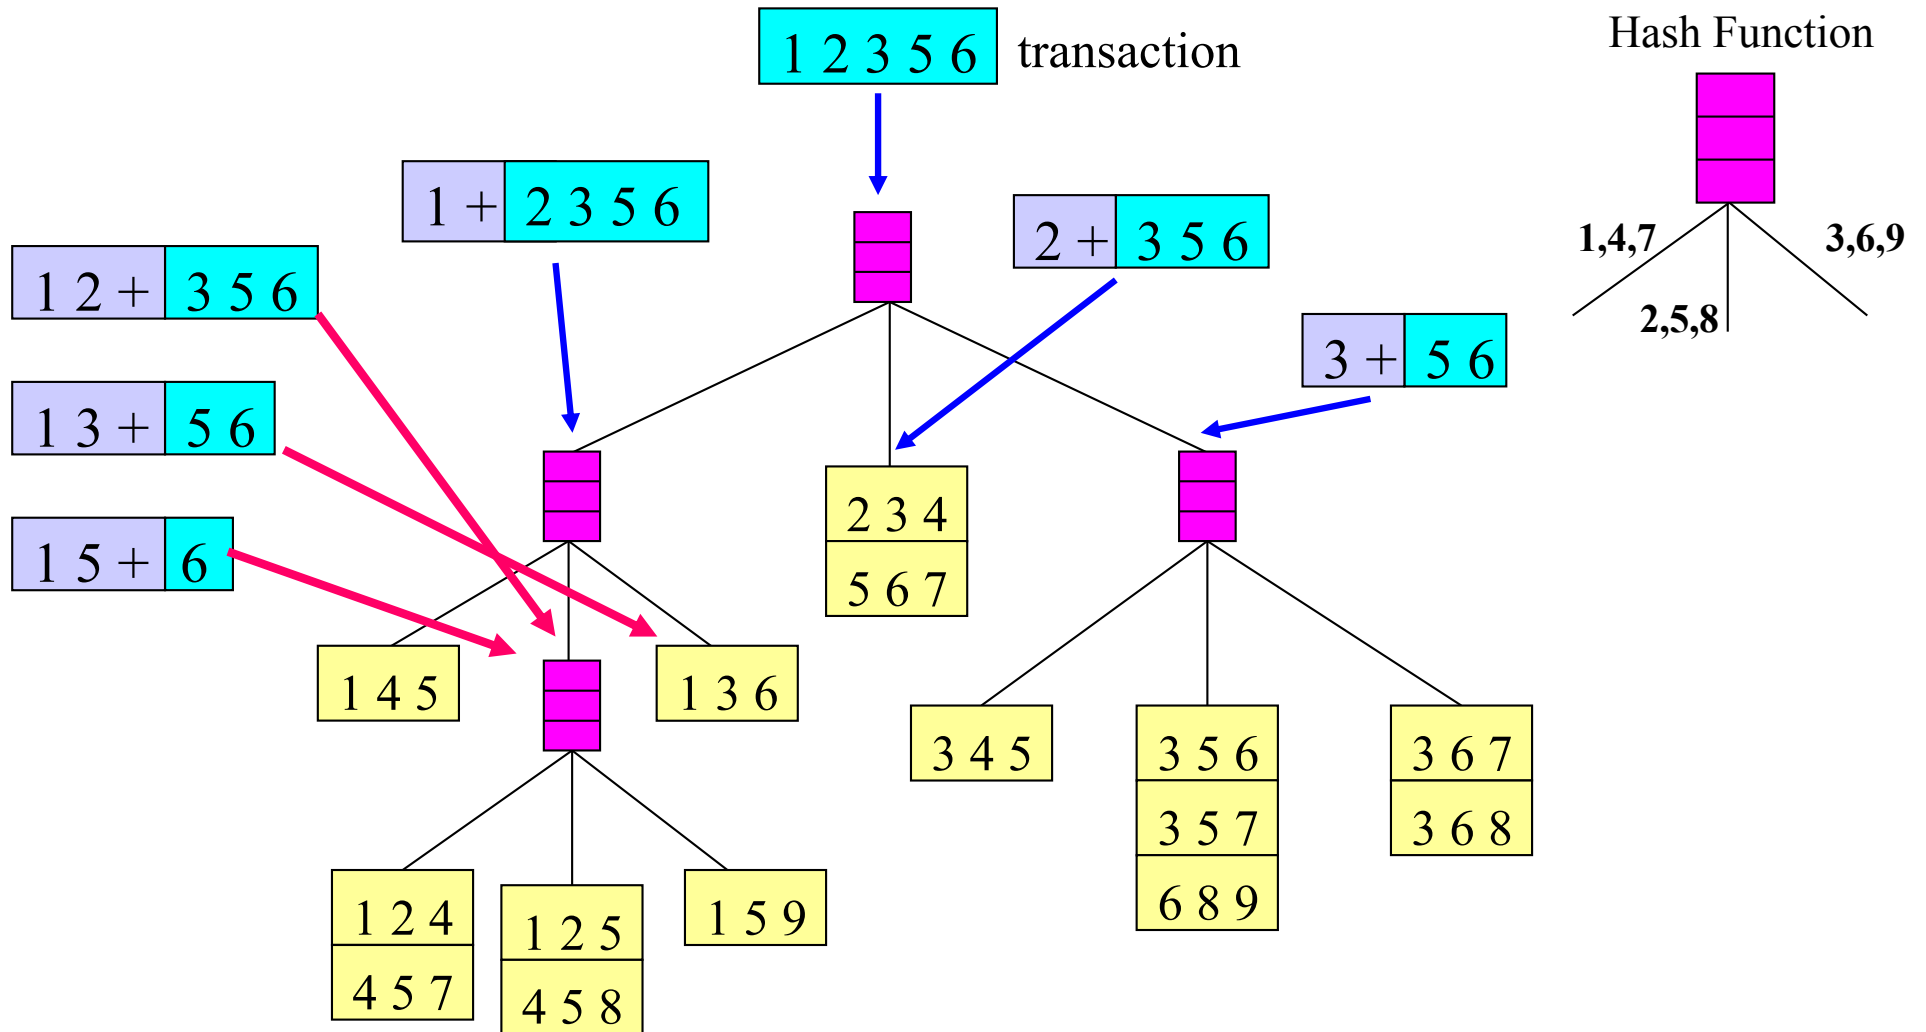 1 2 3 5 6 transaction
Hash Function
1,4,7
2,5,8
3,6,9
1 + 2 3 5 6
2 + 3 5 6
3 + 5 6
1 2 + 3 5 6
1 3 + 5 6
1 5 + 6
2 3 4
5 6 7
1 4 5
1 3 6
3 4 5
3 5 6
3 5 7
6 8 9
3 6 7
3 6 8
1 2 4
4 5 7
1 2 5
4 5 8
1 5 9